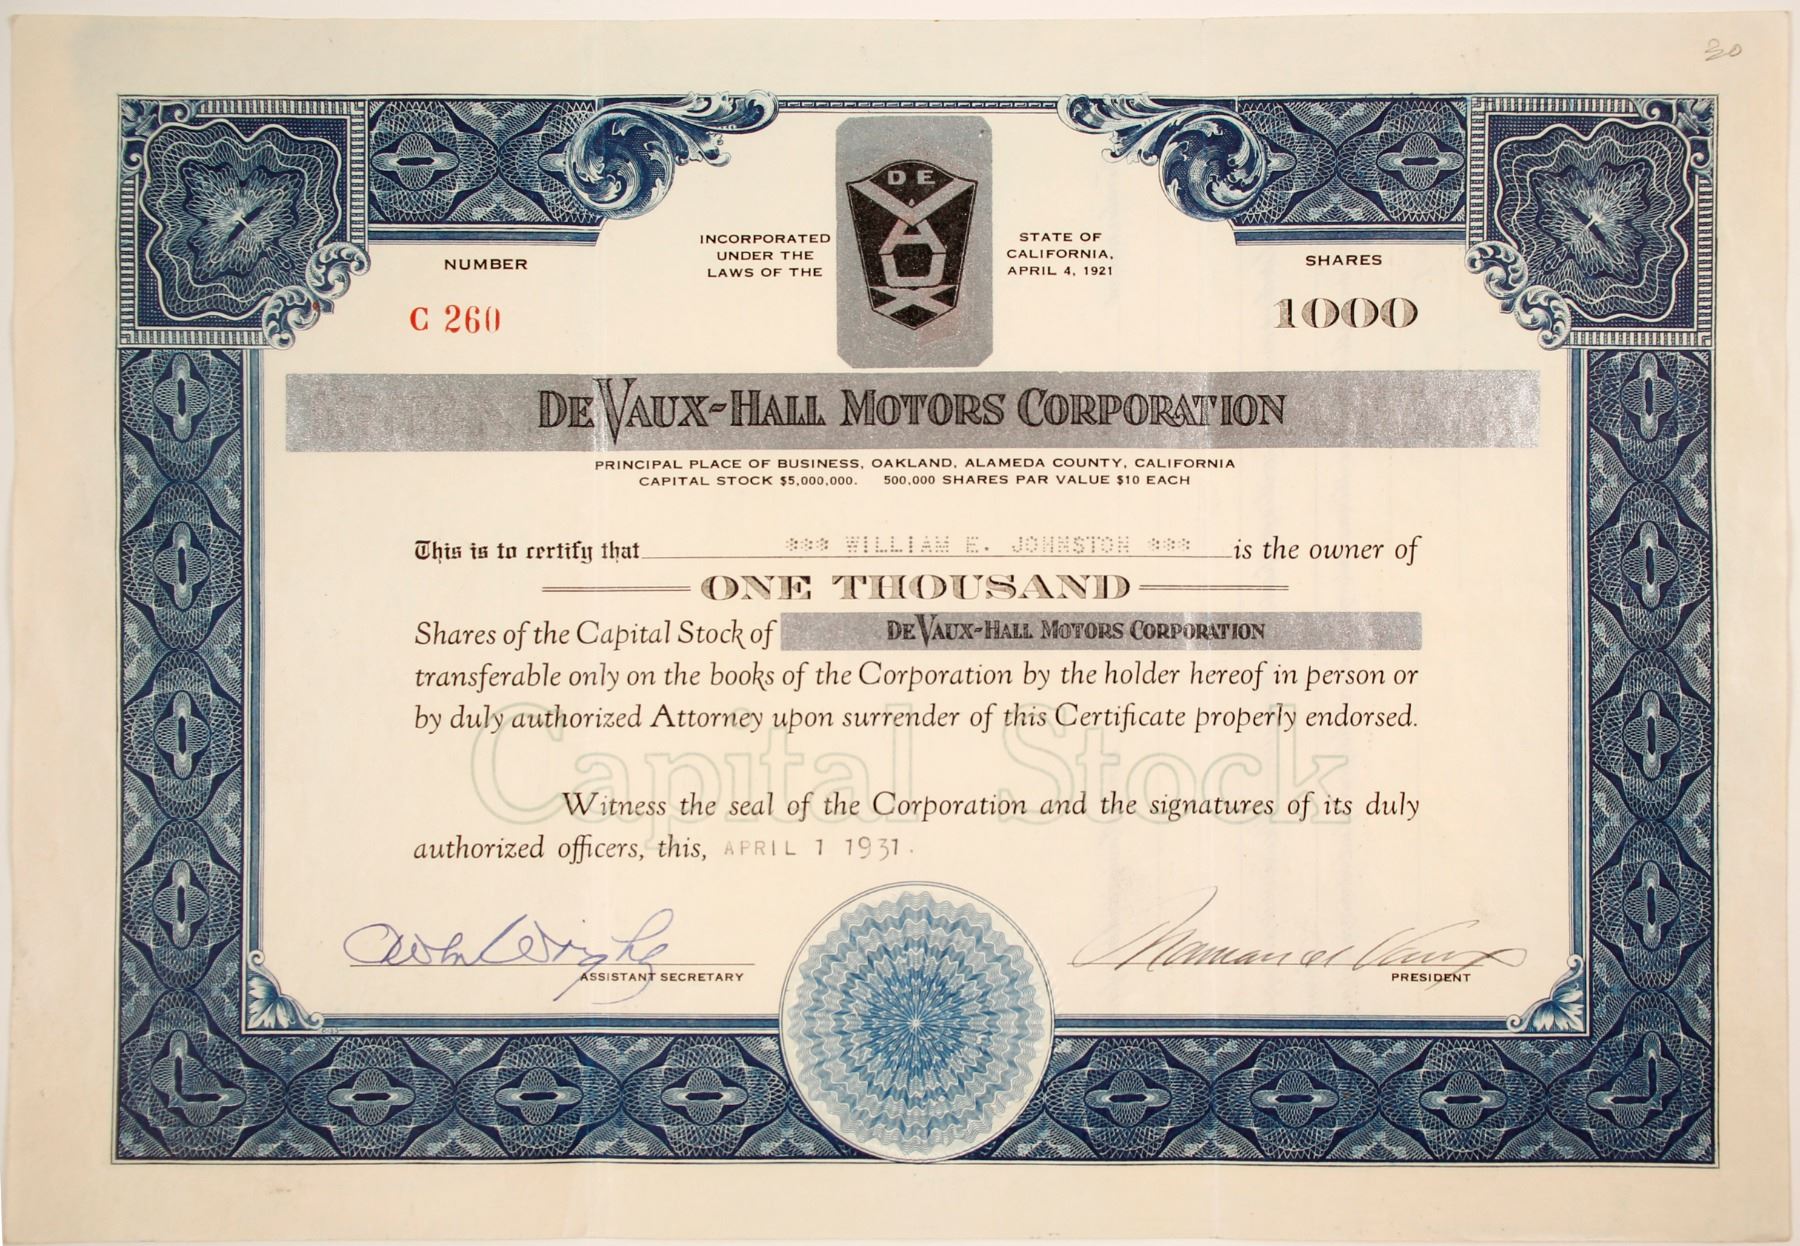 30
DE
VAUX
INCORPORATED
UNDER THE
LAWS OF THE
STATE OF
CALIFORNIA,
APRIL 4, 1921
NUMBER
C 260
SHARES
1000
DEVAUX-HALL MOTORS CORPORATION
PRINCIPAL PLACE OF BUSINESS, OAKLAND, ALAMEDA COUNTY, CALIFORNIA
CAPITAL STOCK $5,000,000. 500,000 SHARES PAR VALUE $10 EACH
This is to certify that *** WILLIAM E. JOHNSTON *** is the owner of
ONE THOUSAND
Shares of the Capital Stock of DEVAUX-HALL MOTORS CORPORATION
transferable only on the books of the Corporation by the holder hereof in person or
by duly authorized Attorney upon surrender of this Certificate properly endorsed.
Capital Stock
Witness the seal of the Corporation and the signatures of its duly
authorized officers, this, APRIL 1 1931.
Norman de Vaux
ASSISTANT SECRETARY
PRESIDENT